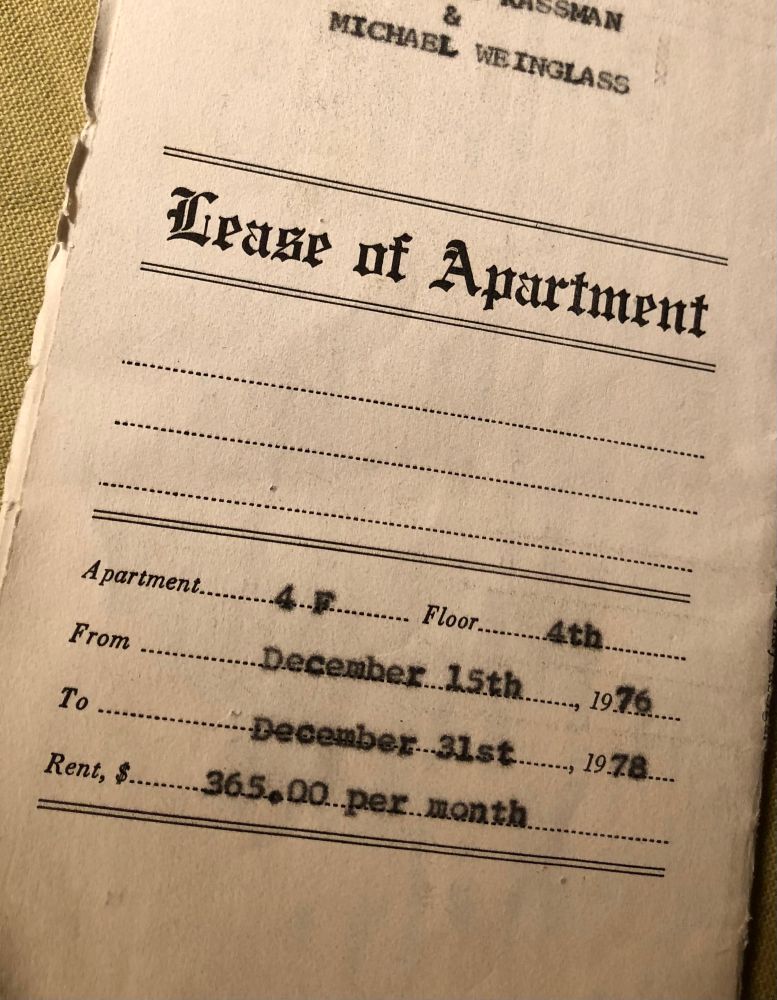 KASSMAN
&
MICHAEL WEINGLASS
Lease of Apartment
Apartment 4 F Floor 4th
From December 15th, 1976
To December 31st, 1978
Rent, $ 365.00 per month